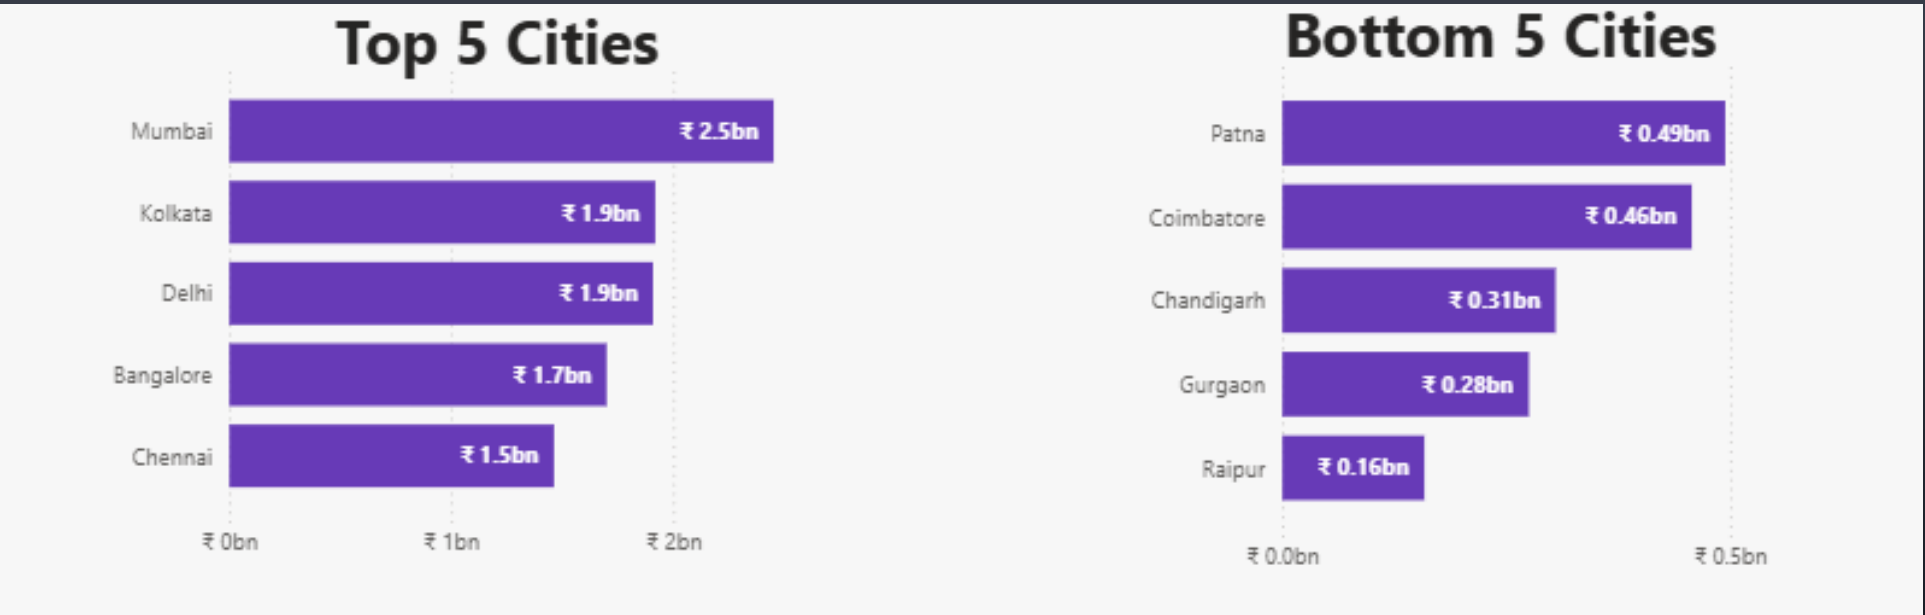 Top 5 Cities
Mumbai ₹ 2.5bn
Kolkata ₹ 1.9bn
Delhi ₹ 1.9bn
Bangalore ₹ 1.7bn
Chennai ₹ 1.5bn
₹ 0bn ₹ 1bn ₹ 2bn
Bottom 5 Cities
Patna ₹ 0.49bn
Coimbatore ₹ 0.46bn
Chandigarh ₹ 0.31bn
Gurgaon ₹ 0.28bn
Raipur ₹ 0.16bn
₹ 0.0bn ₹ 0.5bn